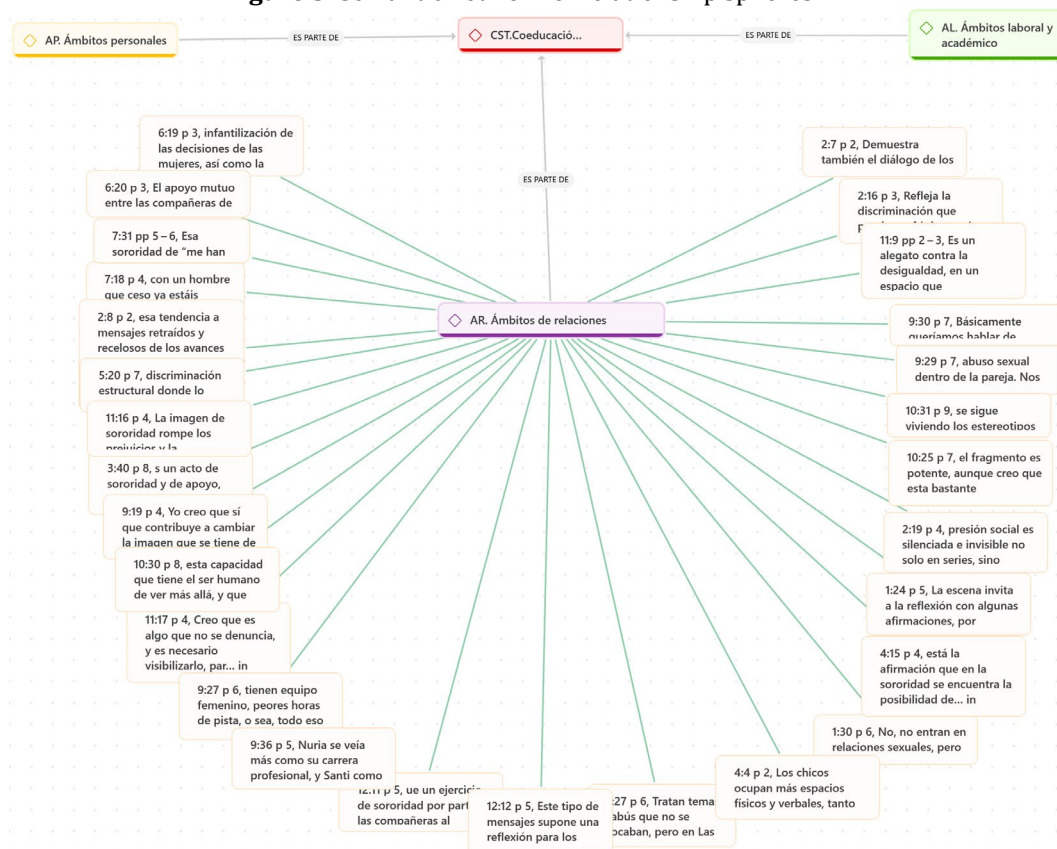 AP. Ámbitos personales
ES PARTE DE
CST.Coeducació...
ES PARTE DE
AL. Ámbitos laboral y
académico
ES PARTE DE
AR. Ámbitos de relaciones
6:19 p 3, infantilización de
las decisiones de las
mujeres, así como la
6:20 p 3, El apoyo mutuo
entre las compañeras de
7:31 pp 5 – 6, Esa
sororidad de "me han
7:18 p 4, con un hombre
que ceso ya estáis
2:8 p 2, esa tendencia a
mensajes retraídos y
recelosos de los avances
5:20 p 7, discriminación
estructural donde lo
11:16 p 4, La imagen de
sororidad rompe los
prejuicios y la
3:40 p 8, s un acto de
sororidad y de apoyo,
9:19 p 4, Yo creo que sí
que contribuye a cambiar
la imagen que se tiene de
10:30 p 8, esta capacidad
que tiene el ser humano
de ver más allá, y que
11:17 p 4, Creo que es
algo que no se denuncia,
y es necesario
visibilizarlo, par... in
9:27 p 6, tienen equipo
femenino, peores horas
de pista, o sea, todo eso
9:36 p 5, Nuria se veía
más como su carrera
profesional, y Santi como
12:11 p 5, ue un ejercicio
de sororidad por part
las compañeras al
12:12 p 5, Este tipo de
mensajes supone una
reflexión para los
:27 p 6, Tratan tema
abús que no se
ocaban, pero en Las
4:4 p 2, Los chicos
ocupan más espacios
físicos y verbales, tanto
1:30 p 6, No, no entran en
relaciones sexuales, pero
4:15 p 4, está la
afirmación que en la
sororidad se encuentra la
posibilidad de... in
1:24 p 5, La escena invita
a la reflexión con algunas
afirmaciones, por
2:19 p 4, presión social es
silenciada e invisible no
solo en series, sino
10:25 p 7, el fragmento es
potente, aunque creo que
esta bastante
10:31 p 9, se sigue
viviendo los estereotipos
9:29 p 7, abuso sexual
dentro de la pareja. Nos
9:30 p 7, Básicamente
queríamos hablar de
11:9 pp 2 – 3, Es un
alegato contra la
desigualdad, en un
espacio que
2:16 p 3, Refleja la
discriminación que
2:7 p 2, Demuestra
también el diálogo de los